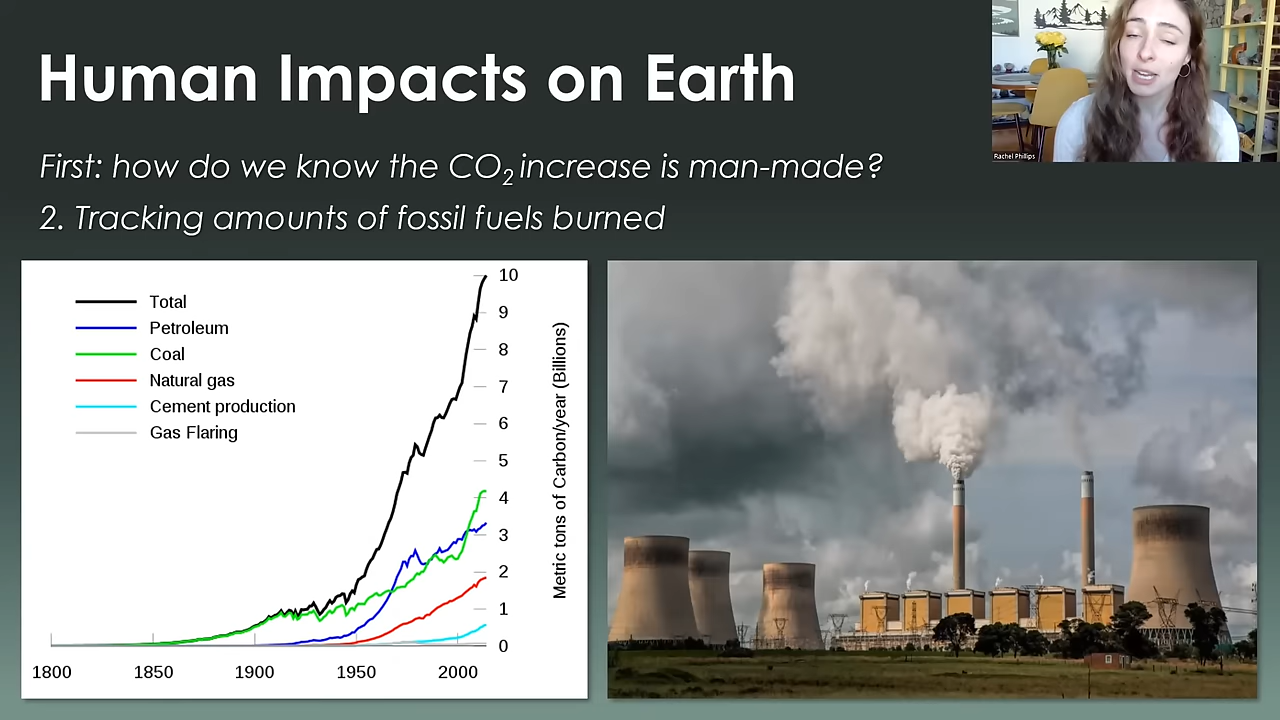 Human Impacts on Earth
First: how do we know the CO₂ increase is man-made?
2. Tracking amounts of fossil fuels burned
Rachel Phillips
Total
Petroleum
Coal
Natural gas
Cement production
Gas Flaring
10
9
8
7
6
5
4
3
2
1
0
Metric tons of Carbon/year (Billions)
1800 1850 1900 1950 2000